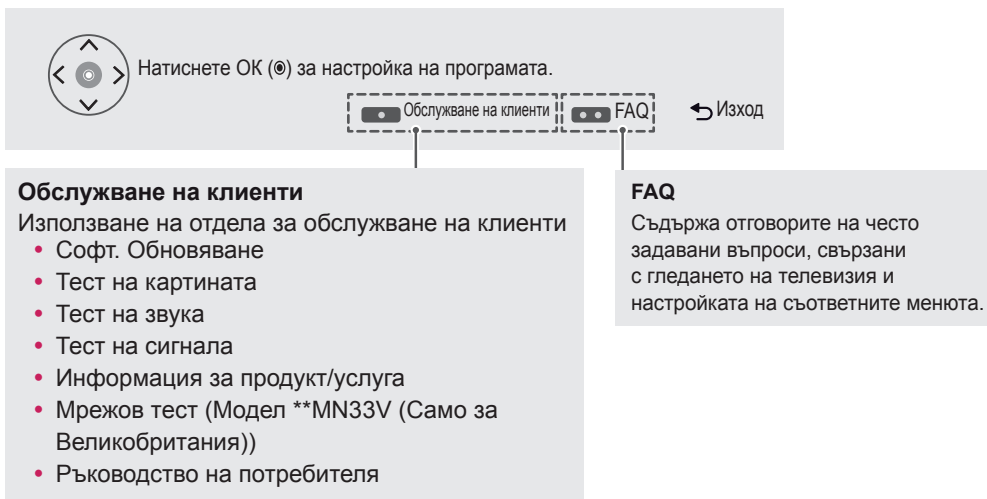 Натиснете ОК (◉) за настройка на програмата.
Обслужване на клиенти FAQ Изход
Обслужване на клиенти
Използване на отдела за обслужване на клиенти
• Софт. Обновяване
• Тест на картината
• Тест на звука
• Тест на сигнала
• Информация за продукт/услуга
• Мрежов тест (Модел **MN33V (Само за
Великобритания))
• Ръководство на потребителя
FAQ
Съдържа отговорите на често
задавани въпроси, свързани
с гледането на телевизия и
настройката на съответните менюта.